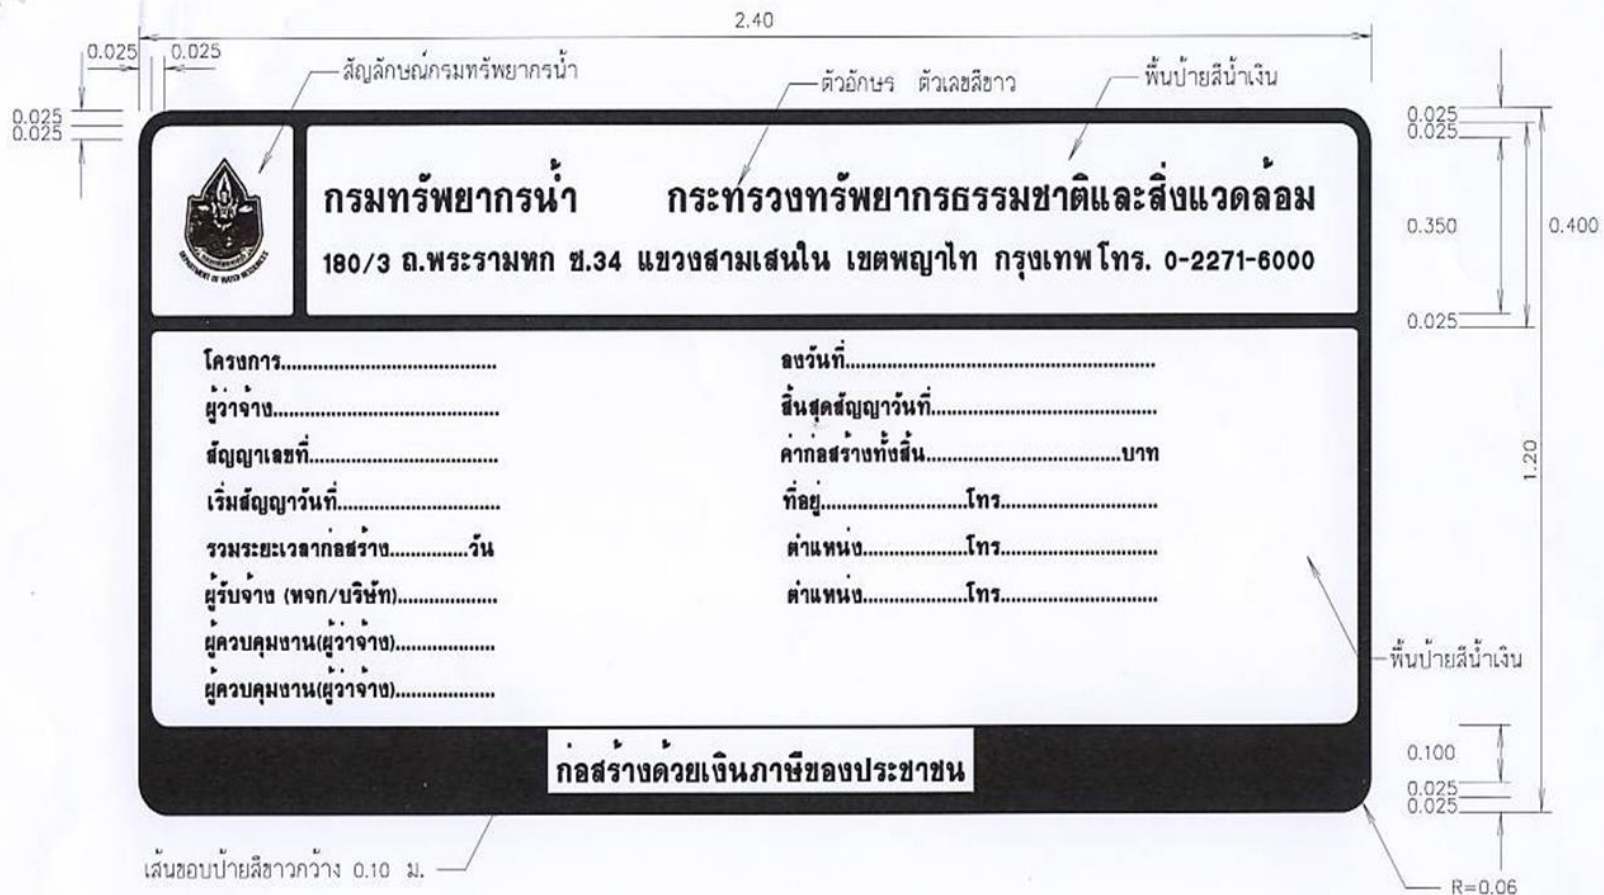 2.40
0.025 0.025
สัญลักษณ์กรมทรัพยากรน้ำ
ตัวอักษร ตัวเลขสีขาว
พื้นป้ายสีน้ำเงิน
0.025
0.025
0.025
0.025
กรมทรัพยากรน้ำ กระทรวงทรัพยากรธรรมชาติและสิ่งแวดล้อม
180/3 ถ.พระรามหก ซ.34 แขวงสามเสนใน เขตพญาไท กรุงเทพ โทร. 0-2271-6000
DEPARTMENT OF WATER RESOURCES
0.350
0.400
0.025
โครงการ........................................ ลงวันที่..........................................................
ผู้ว่าจ้าง.......................................... สิ้นสุดสัญญาวันที่..........................................
สัญญาเลขที่................................... ค่าก่อสร้างทั้งสิ้น....................................บาท
เริ่มสัญญาวันที่.............................. ที่อยู่...........................โทร.............................
รวมระยะเวลาก่อสร้าง...............วัน ตำแหน่ง....................โทร.............................
ผู้รับจ้าง (หจก/บริษัท)................... ตำแหน่ง....................โทร.............................
ผู้ควบคุมงาน(ผู้ว่าจ้าง)...................
ผู้ควบคุมงาน(ผู้ว่าจ้าง)...................
1.20
พื้นป้ายสีน้ำเงิน
ก่อสร้างด้วยเงินภาษีของประชาชน
0.100
0.025
0.025
เส้นขอบป้ายสีขาวกว้าง 0.10 ม.
R=0.06